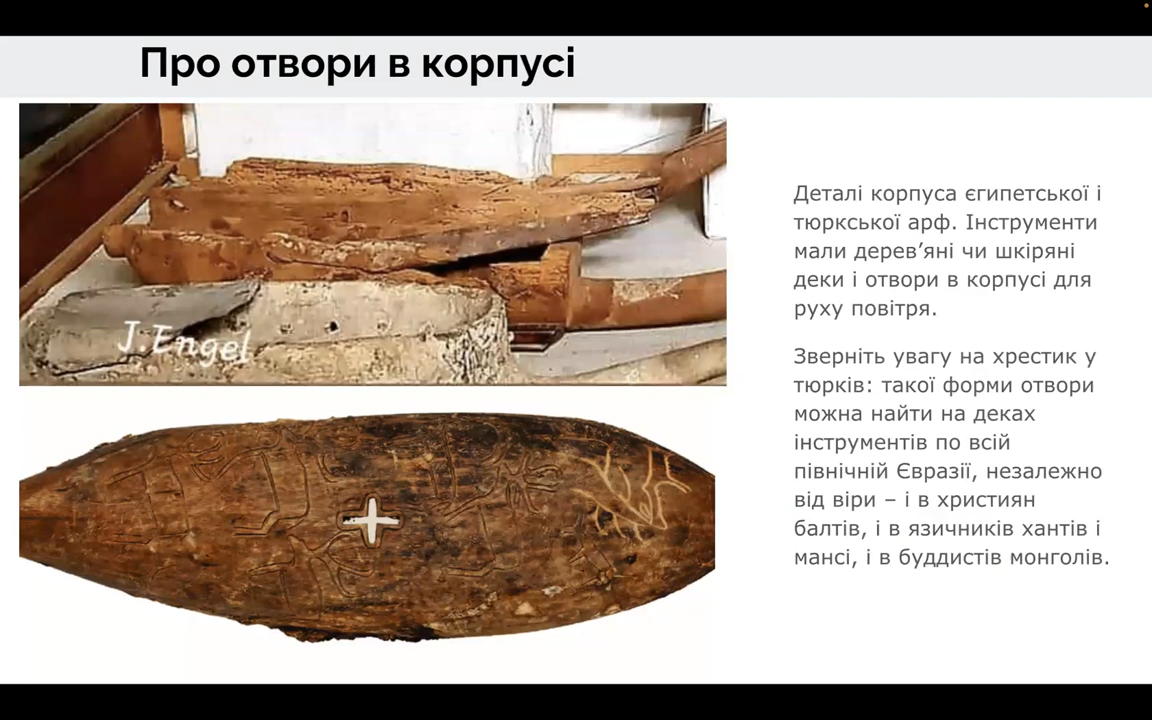 Про отвори в корпусі
J.Engel
Деталі корпуса єгипетської і
тюркської арф. Інструменти
мали дерев’яні чи шкіряні
деки і отвори в корпусі для
руху повітря.
Зверніть увагу на хрестик у
тюрків: такої форми отвори
можна найти на деках
інструментів по всій
північній Євразії, незалежно
від віри – і в християн
балтів, і в язичників хантів і
мансі, і в буддистів монголів.